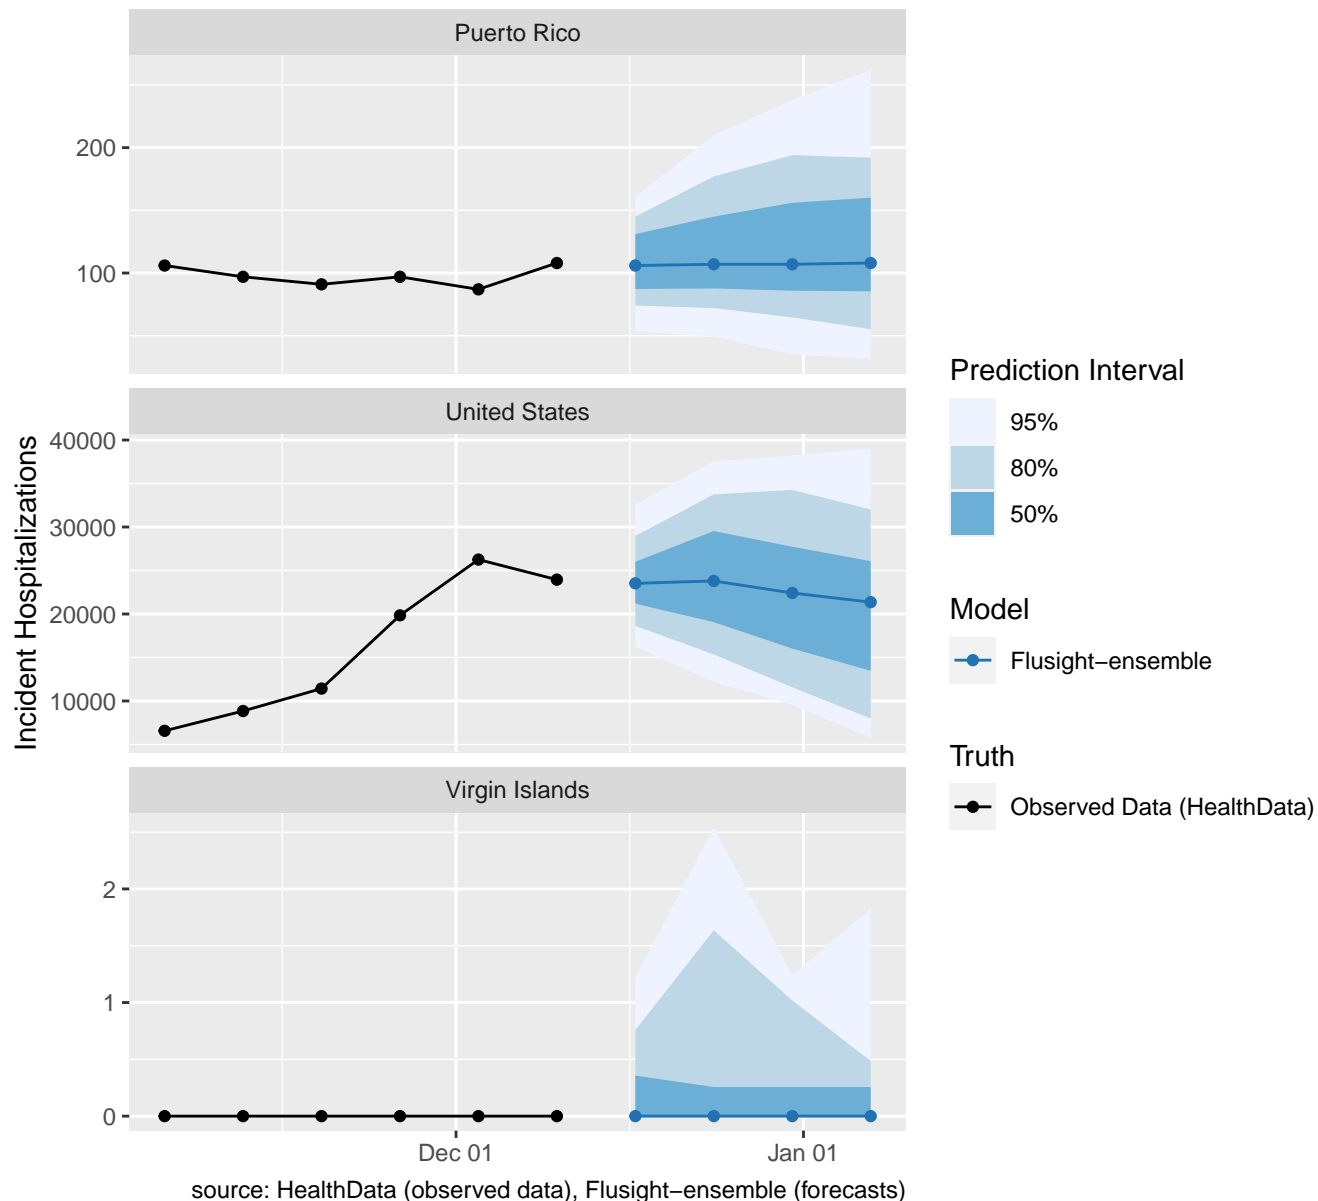 Puerto Rico
200
100
United States
Incident Hospitalizations
40000
30000
20000
10000
Virgin Islands
2
1
0
Dec 01
Jan 01
source: HealthData (observed data), Flusight−ensemble (forecasts)
Prediction Interval
95%
80%
50%
Model
Flusight−ensemble
Truth
Observed Data (HealthData)